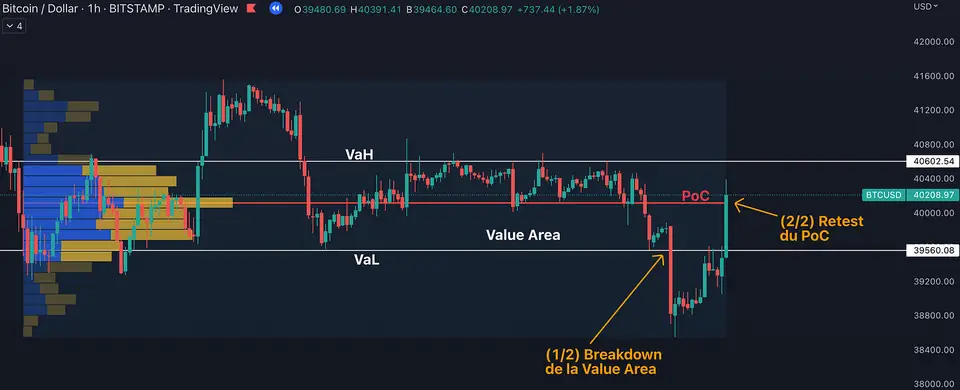 Bitcoin / Dollar · 1h · BITSTAMP · TradingView O39480.69 H40391.41 B39464.60 C40208.97 +737.44 (+1.87%)
USD
4
42000.00
41600.00
41200.00
40800.00
VaH
40602.54
40400.00
PoC
BTCUSD 40208.97
40000.00
(2/2) Retest
du PoC
Value Area
39560.08
VaL
39200.00
38800.00
(1/2) Breakdown
de la Value Area
38400.00
38000.00